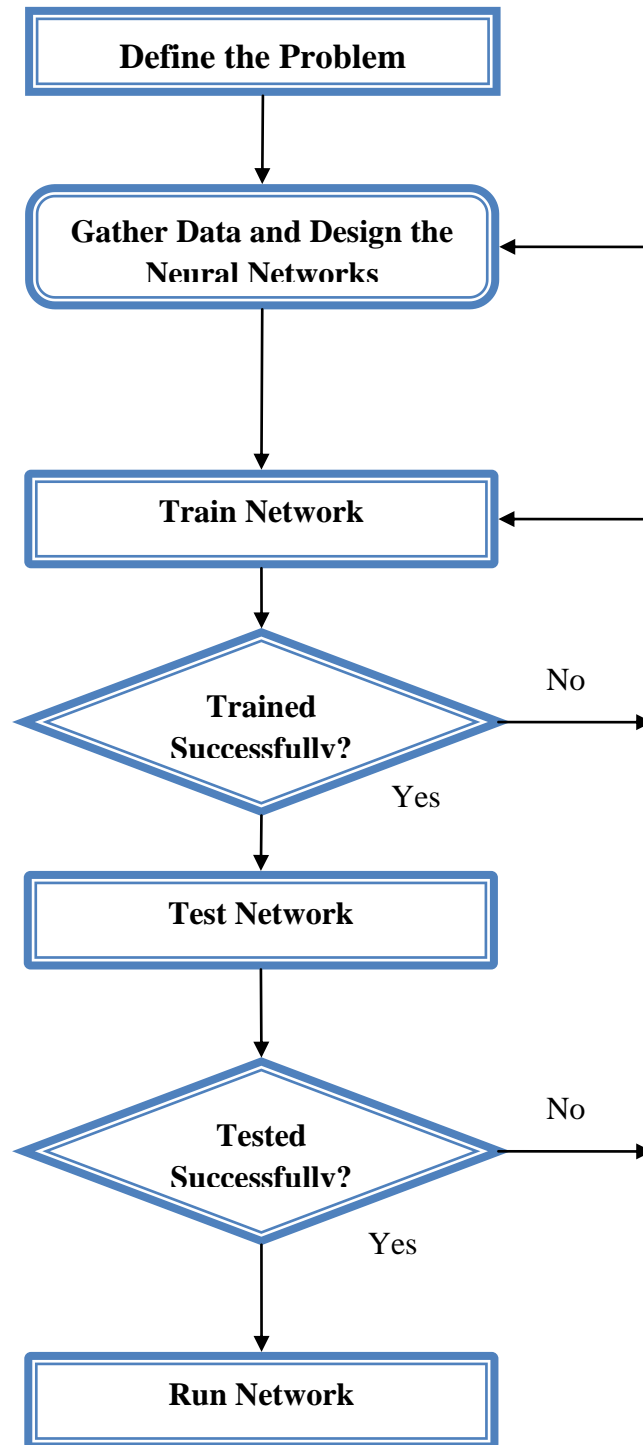 Define the Problem
Gather Data and Design the
Neural Networks
Train Network
Trained
No
Successfully?
Yes
Test Network
Tested
No
Successfully?
Yes
Run Network